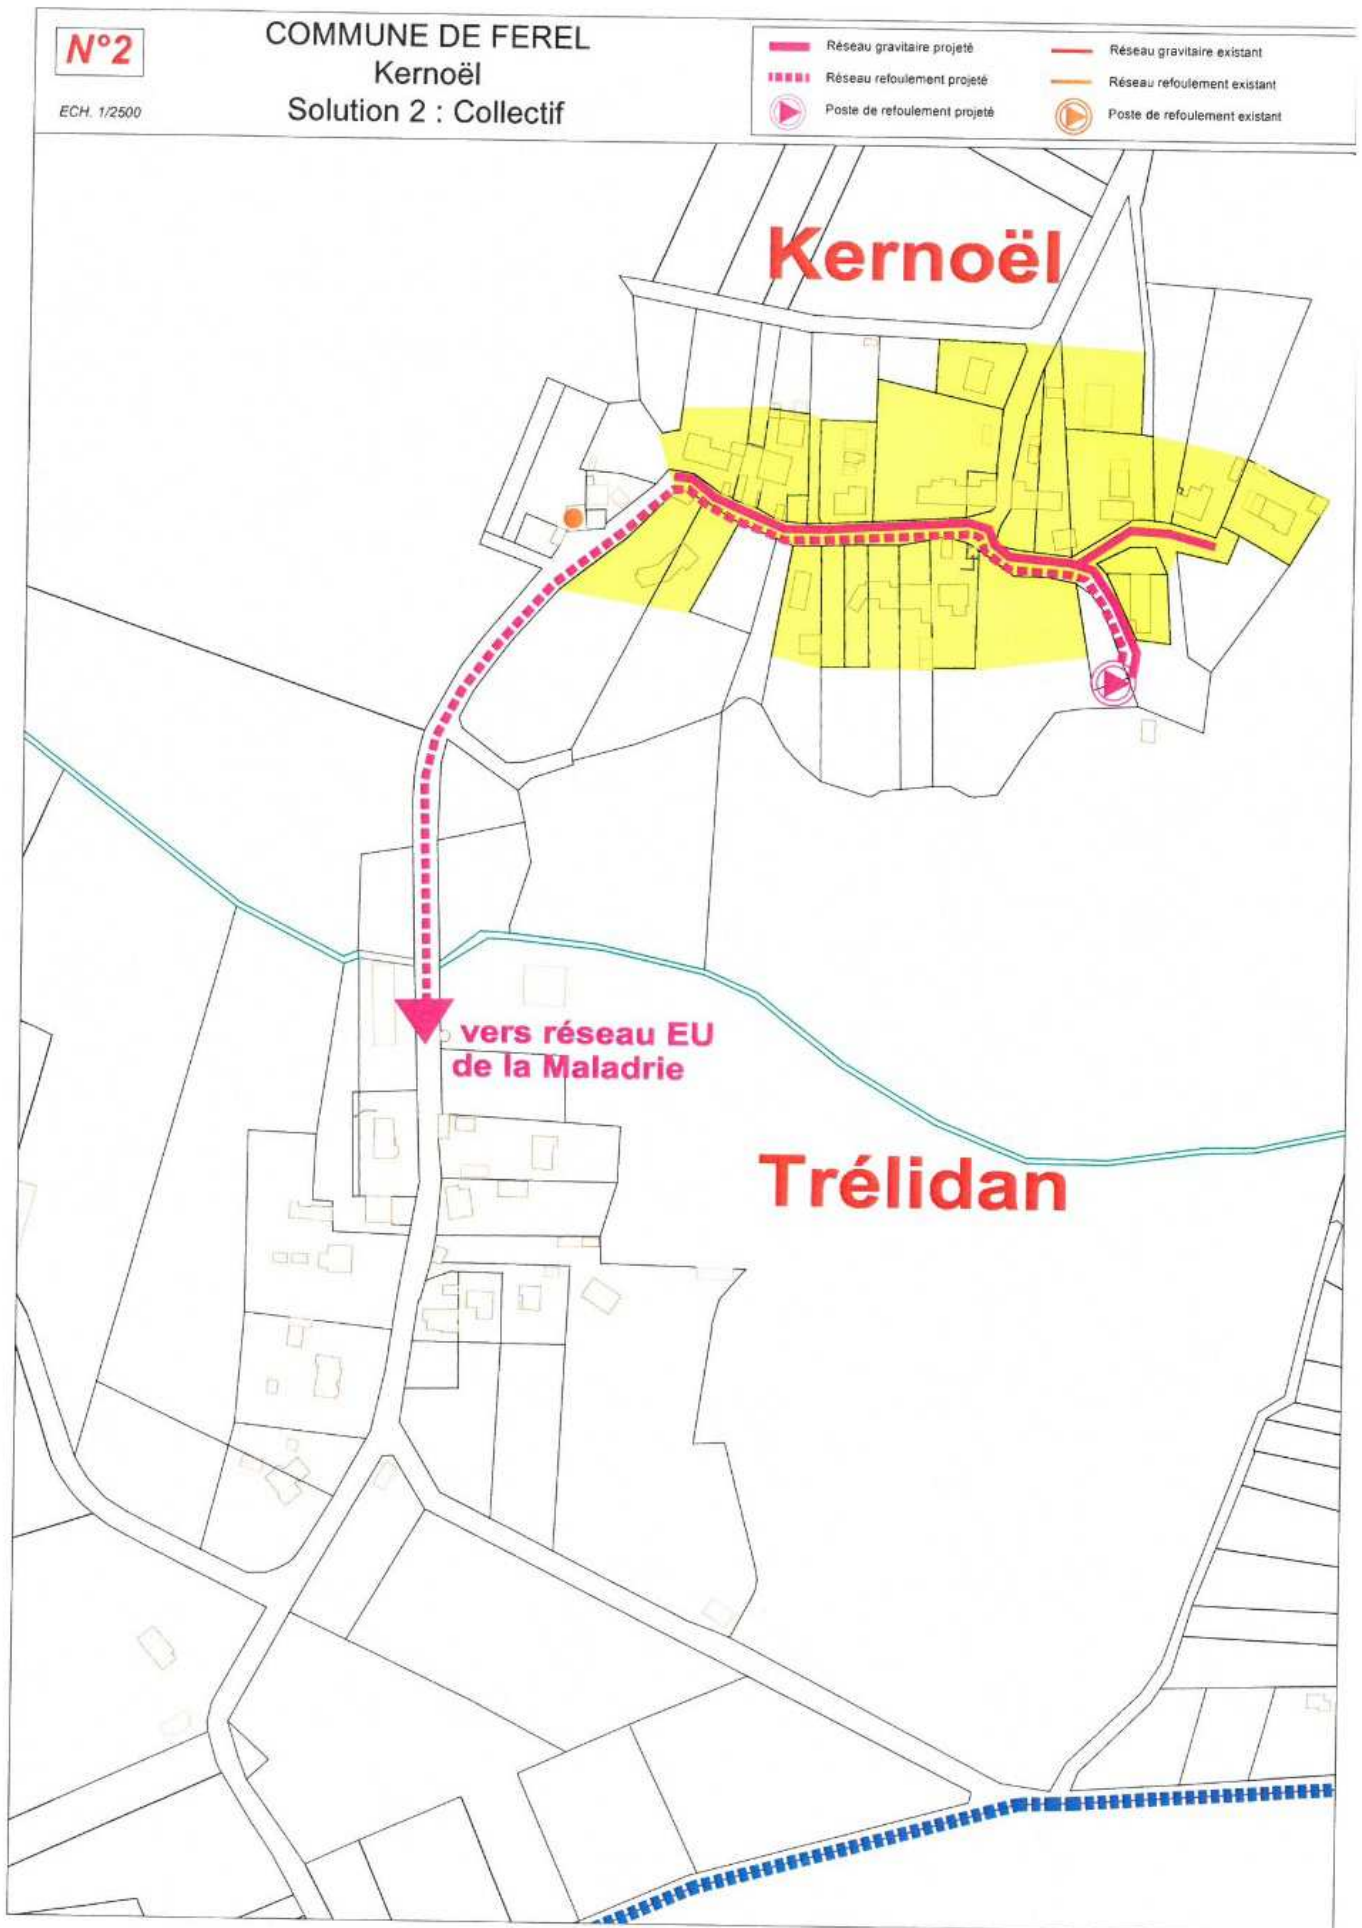 N°2
ECH. 1/2500
COMMUNE DE FEREL
Kernoël
Solution 2 : Collectif
Réseau gravitaire projeté
Réseau refoulement projeté
Poste de refoulement projeté
Réseau gravitaire existant
Réseau refoulement existant
Poste de refoulement existant
Kernoël
vers réseau EU
de la Maladrie
Trélidan